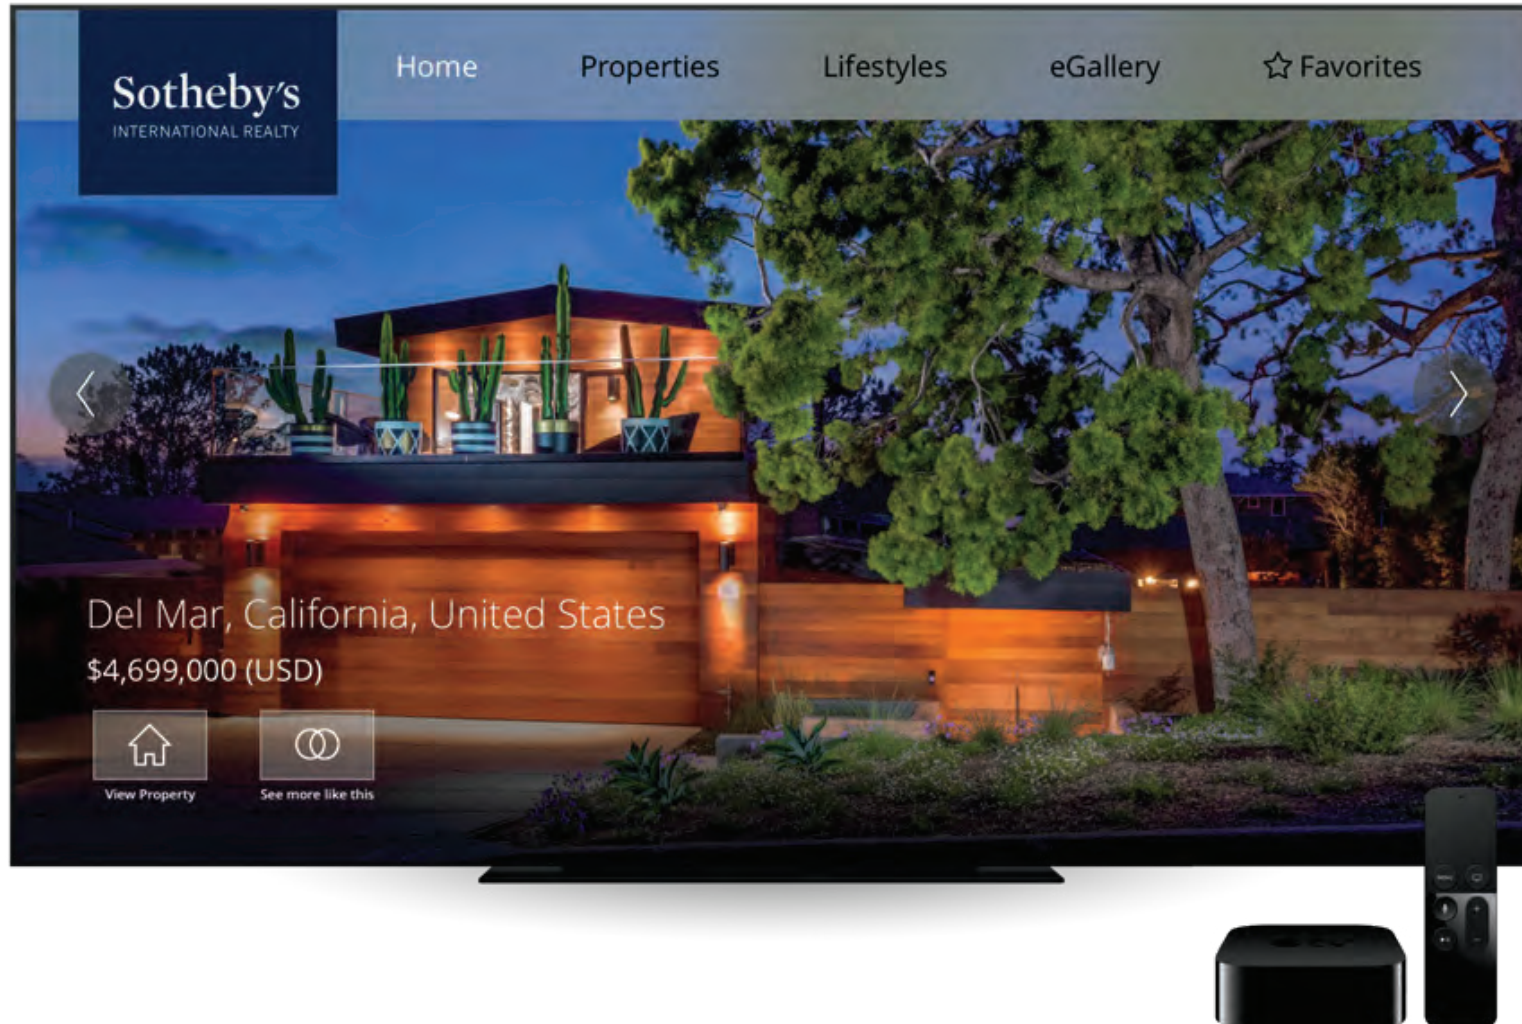 Sotheby's
INTERNATIONAL REALTY
Home
Properties
Lifestyles
eGallery
Favorites
Del Mar, California, United States
$4,699,000 (USD)
View Property
See more like this
MENU